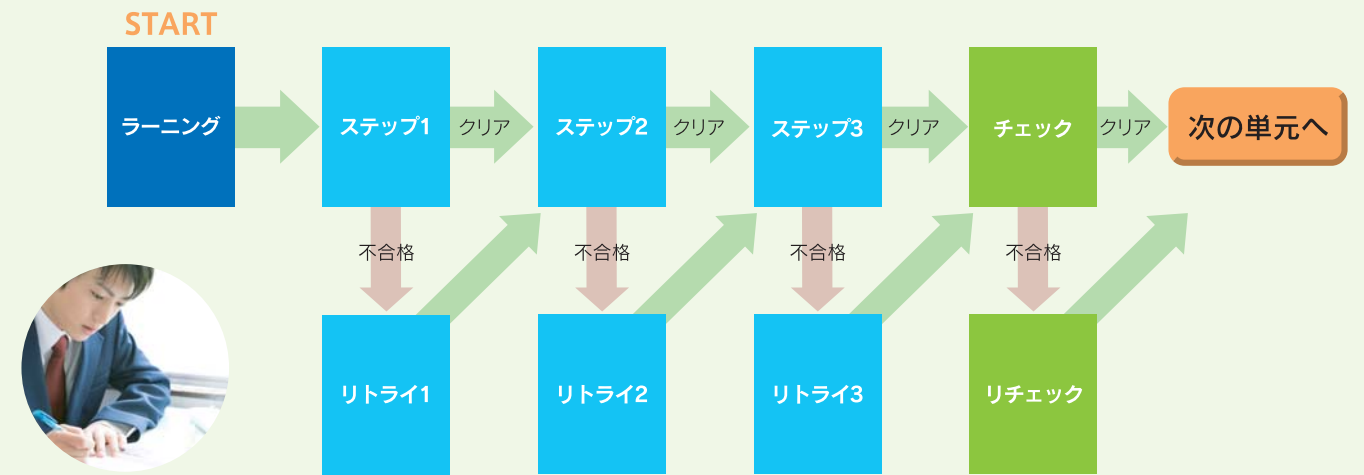 START
ラーニング
ステップ1
クリア
ステップ2
クリア
ステップ3
クリア
チェック
クリア
次の単元へ
不合格
不合格
不合格
不合格
リトライ1
リトライ2
リトライ3
リチェック